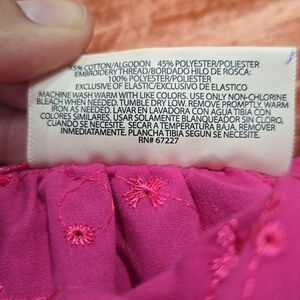 55% COTTON/ALGODON 45% POLYESTER/POLIESTER
EMBROIDERY THREAD/BORDADO HILO DE ROSCA:
100% POLYESTER/POLIESTER
EXCLUSIVE OF ELASTIC/EXCLUSIVO DE ELASTICO
MACHINE WASH WARM WITH LIKE COLORS. USE ONLY NON-CHLORINE
BLEACH WHEN NEEDED. TUMBLE DRY LOW. REMOVE PROMPTLY. WARM
IRON AS NEEDED. LAVAR EN LAVADORA CON AGUA TIBIA CON
COLORES SIMILARES. USAR SOLAMENTE BLANQUEADOR SIN CLORO,
CUANDO SE NECESITE. SECAR A TEMPERATURA BAJA. REMOVER
INMEDIATAMENTE. PLANCHA TIBIA SEGUN SE NECESITE.
RN# 67227